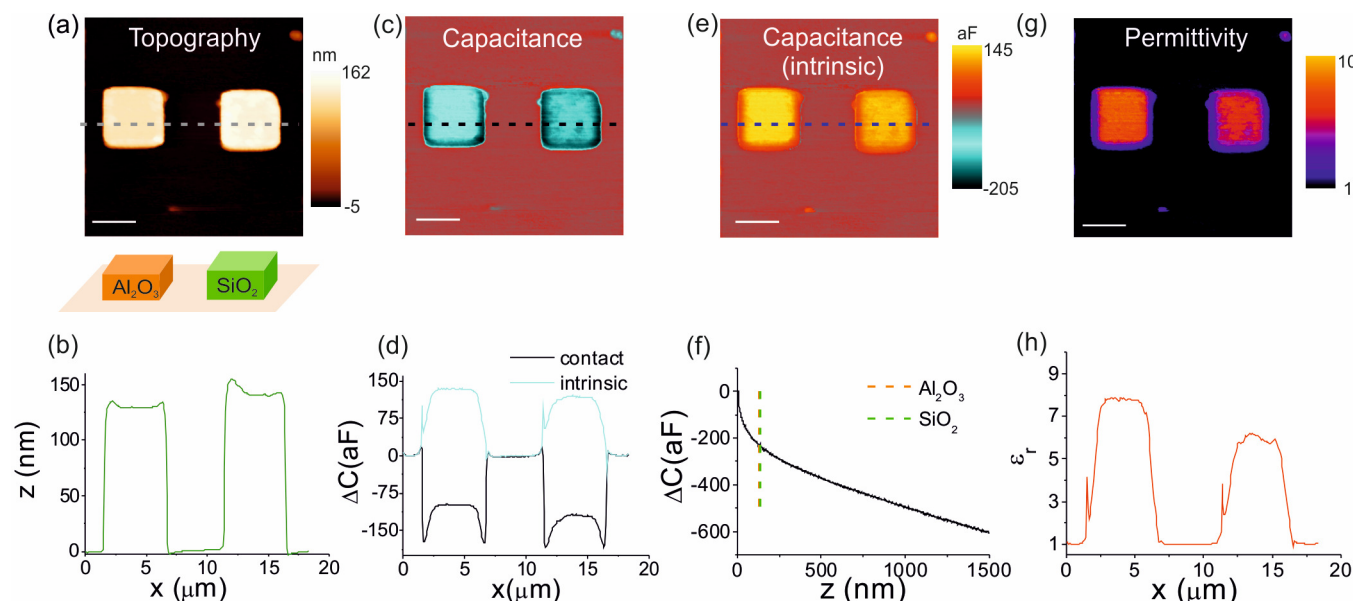 (a)
Topography
nm
162
-5
(c)
Capacitance
(e)
Capacitance
(intrinsic)
aF
145
-205
(g)
Permittivity
10
1
Al₂O₃
SiO₂
(b)
z (nm)
150
100
50
0
0 5 10 15 20
x (μm)
(d)
contact
intrinsic
ΔC(aF)
150
75
0
-75
-150
0 5 10 15 20
x(μm)
(f)
Al₂O₃
SiO₂
ΔC(aF)
0
-200
-400
-600
0 500 1000 1500
z (nm)
(h)
εr
9
7
5
3
1
0 5 10 15 20
x (μm)